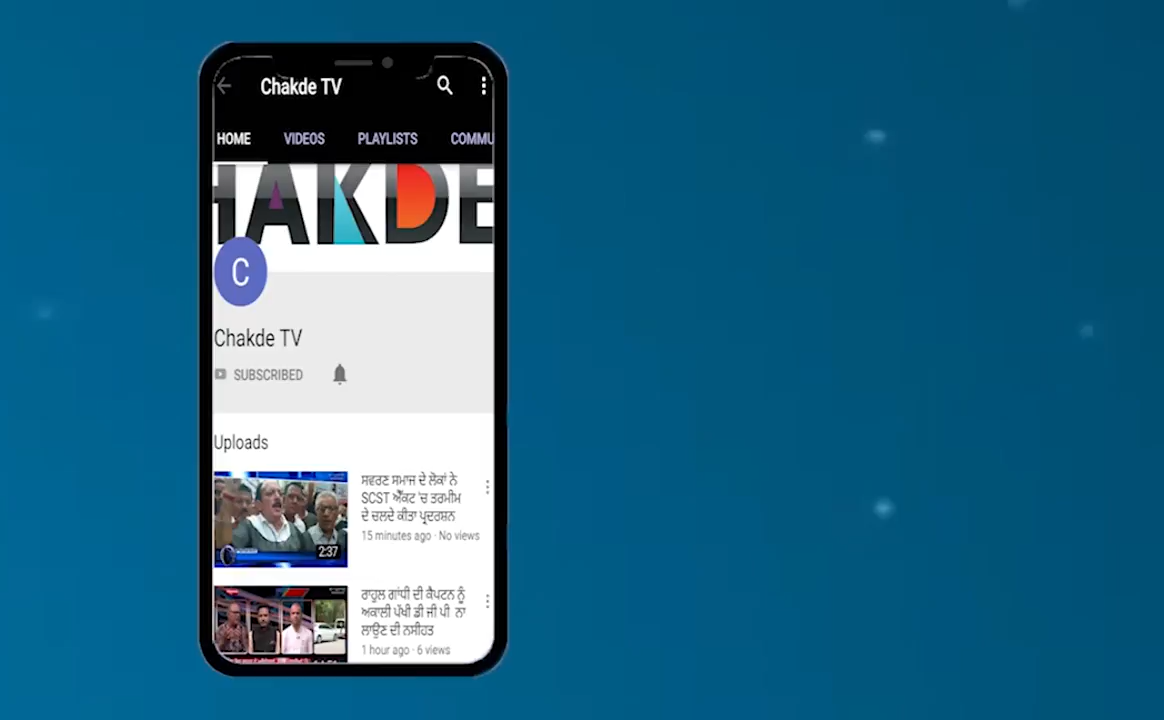 Chakde TV
HOME VIDEOS PLAYLISTS COMMU
HAKDE
C
Chakde TV
SUBSCRIBED
Uploads
ਸਵਰਣ ਸਮਾਜ ਦੇ ਲੋਕਾਂ ਨੇ
SCST ਐਕਟ 'ਚ ਤਰਮੀਮ
ਦੇ ਚਲਦੇ ਕੀਤਾ ਪ੍ਰਦਰਸ਼ਨ
15 minutes ago · No views
2:37
ਰਾਹੁਲ ਗਾਂਧੀ ਦੀ ਕੈਪਟਨ ਨੂੰ
ਅਕਾਲੀ ਪੱਖੀ ਡੀ ਜੀ ਪੀ ਨਾ
ਲਾਉਣ ਦੀ ਨਸੀਹਤ
1 hour ago · 6 views